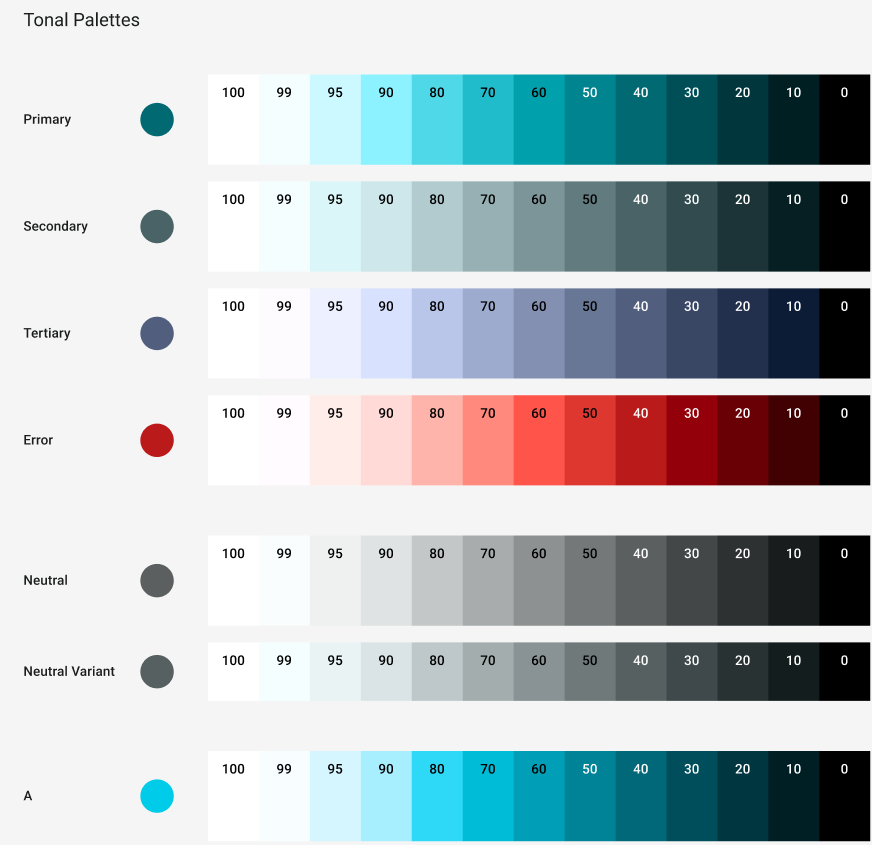 Tonal Palettes
Primary 100 99 95 90 80 70 60 50 40 30 20 10 0
Secondary 100 99 95 90 80 70 60 50 40 30 20 10 0
Tertiary 100 99 95 90 80 70 60 50 40 30 20 10 0
Error 100 99 95 90 80 70 60 50 40 30 20 10 0
Neutral 100 99 95 90 80 70 60 50 40 30 20 10 0
Neutral Variant 100 99 95 90 80 70 60 50 40 30 20 10 0
A 100 99 95 90 80 70 60 50 40 30 20 10 0